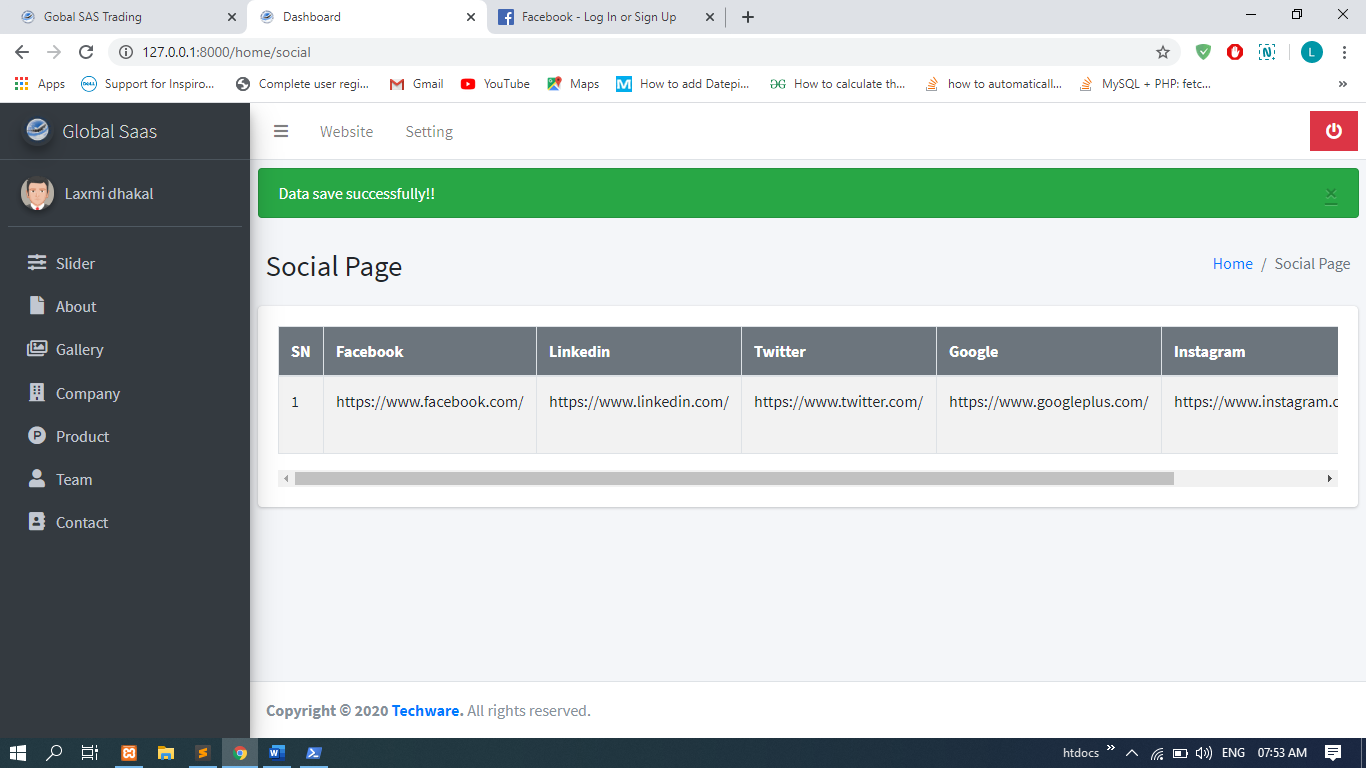 Gobal SAS Trading
Dashboard
Facebook - Log In or Sign Up
127.0.0.1:8000/home/social
L
Apps
Support for Inspiro...
Complete user regi...
Gmail
YouTube
Maps
How to add Datepi...
How to calculate th...
how to automaticall...
MySQL + PHP: fetc...
Global Saas
Website
Setting
Laxmi dhakal
Data save successfully!!
×
Slider
About
Gallery
Company
Product
Team
Contact
Social Page
Home / Social Page
SN Facebook Linkedin Twitter Google Instagram
1 https://www.facebook.com/ https://www.linkedin.com/ https://www.twitter.com/ https://www.googleplus.com/ https://www.instagram.c
Copyright © 2020 Techware. All rights reserved.
htdocs
ENG
07:53 AM